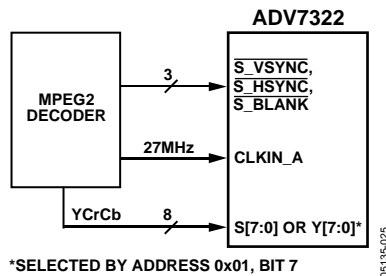 ADV7322
3
S_VSYNC,
S_HSYNC,
S_BLANK
MPEG2
DECODER
27MHz
CLKIN_A
YCrCb
8
S[7:0] OR Y[7:0]*
*SELECTED BY ADDRESS 0x01, BIT 7
05135-025